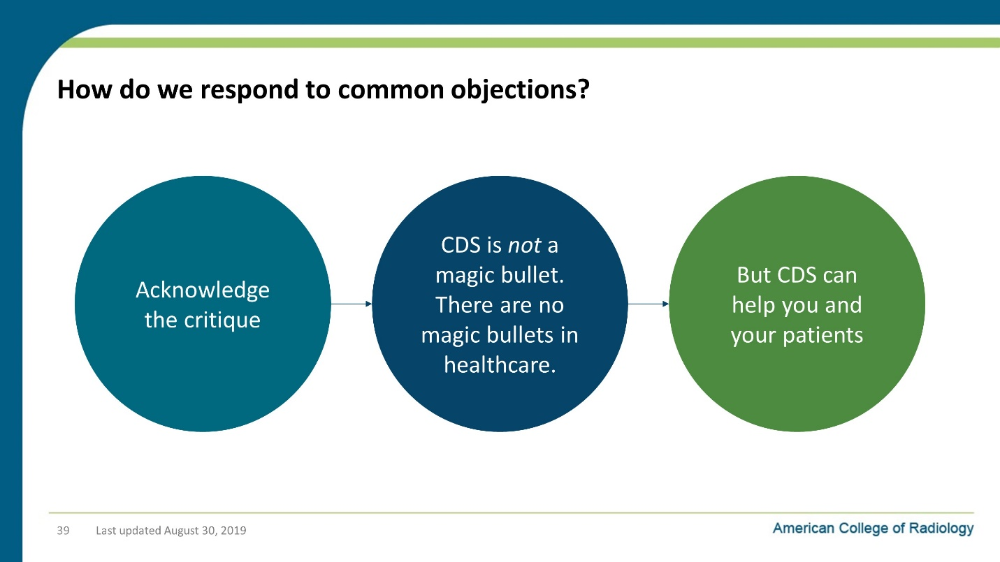 How do we respond to common objections?
Acknowledge
the critique
CDS is not a
magic bullet.
There are no
magic bullets in
healthcare.
But CDS can
help you and
your patients
39 Last updated August 30, 2019
American College of Radiology